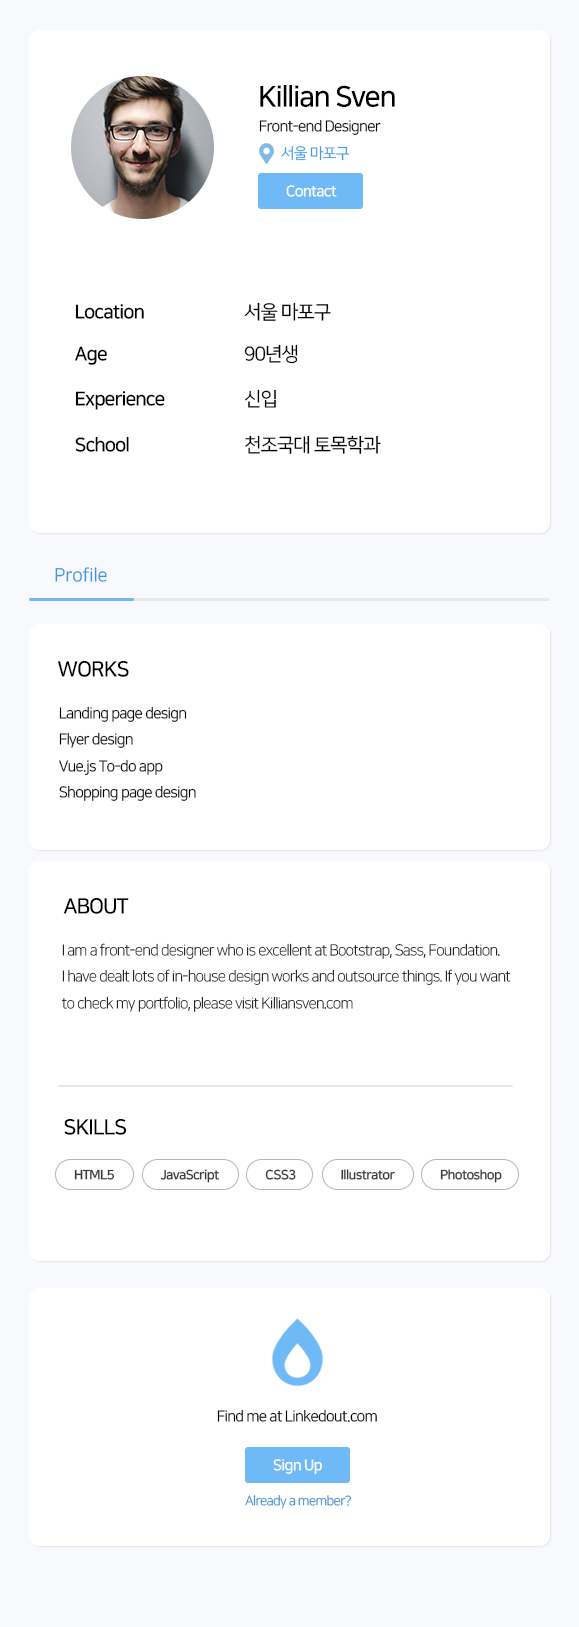 Killian Sven
Front-end Designer
서울 마포구
Contact
Location 서울 마포구
Age 90년생
Experience 신입
School 천조국대 토목학과
Profile
WORKS
Landing page design
Flyer design
Vue.js To-do app
Shopping page design
ABOUT
I am a front-end designer who is excellent at Bootstrap, Sass, Foundation.
I have dealt lots of in-house design works and outsource things. If you want
to check my portfolio, please visit Killiansven.com
SKILLS
HTML5 JavaScript CSS3 Illustrator Photoshop
Find me at Linkedout.com
Sign Up
Already a member?